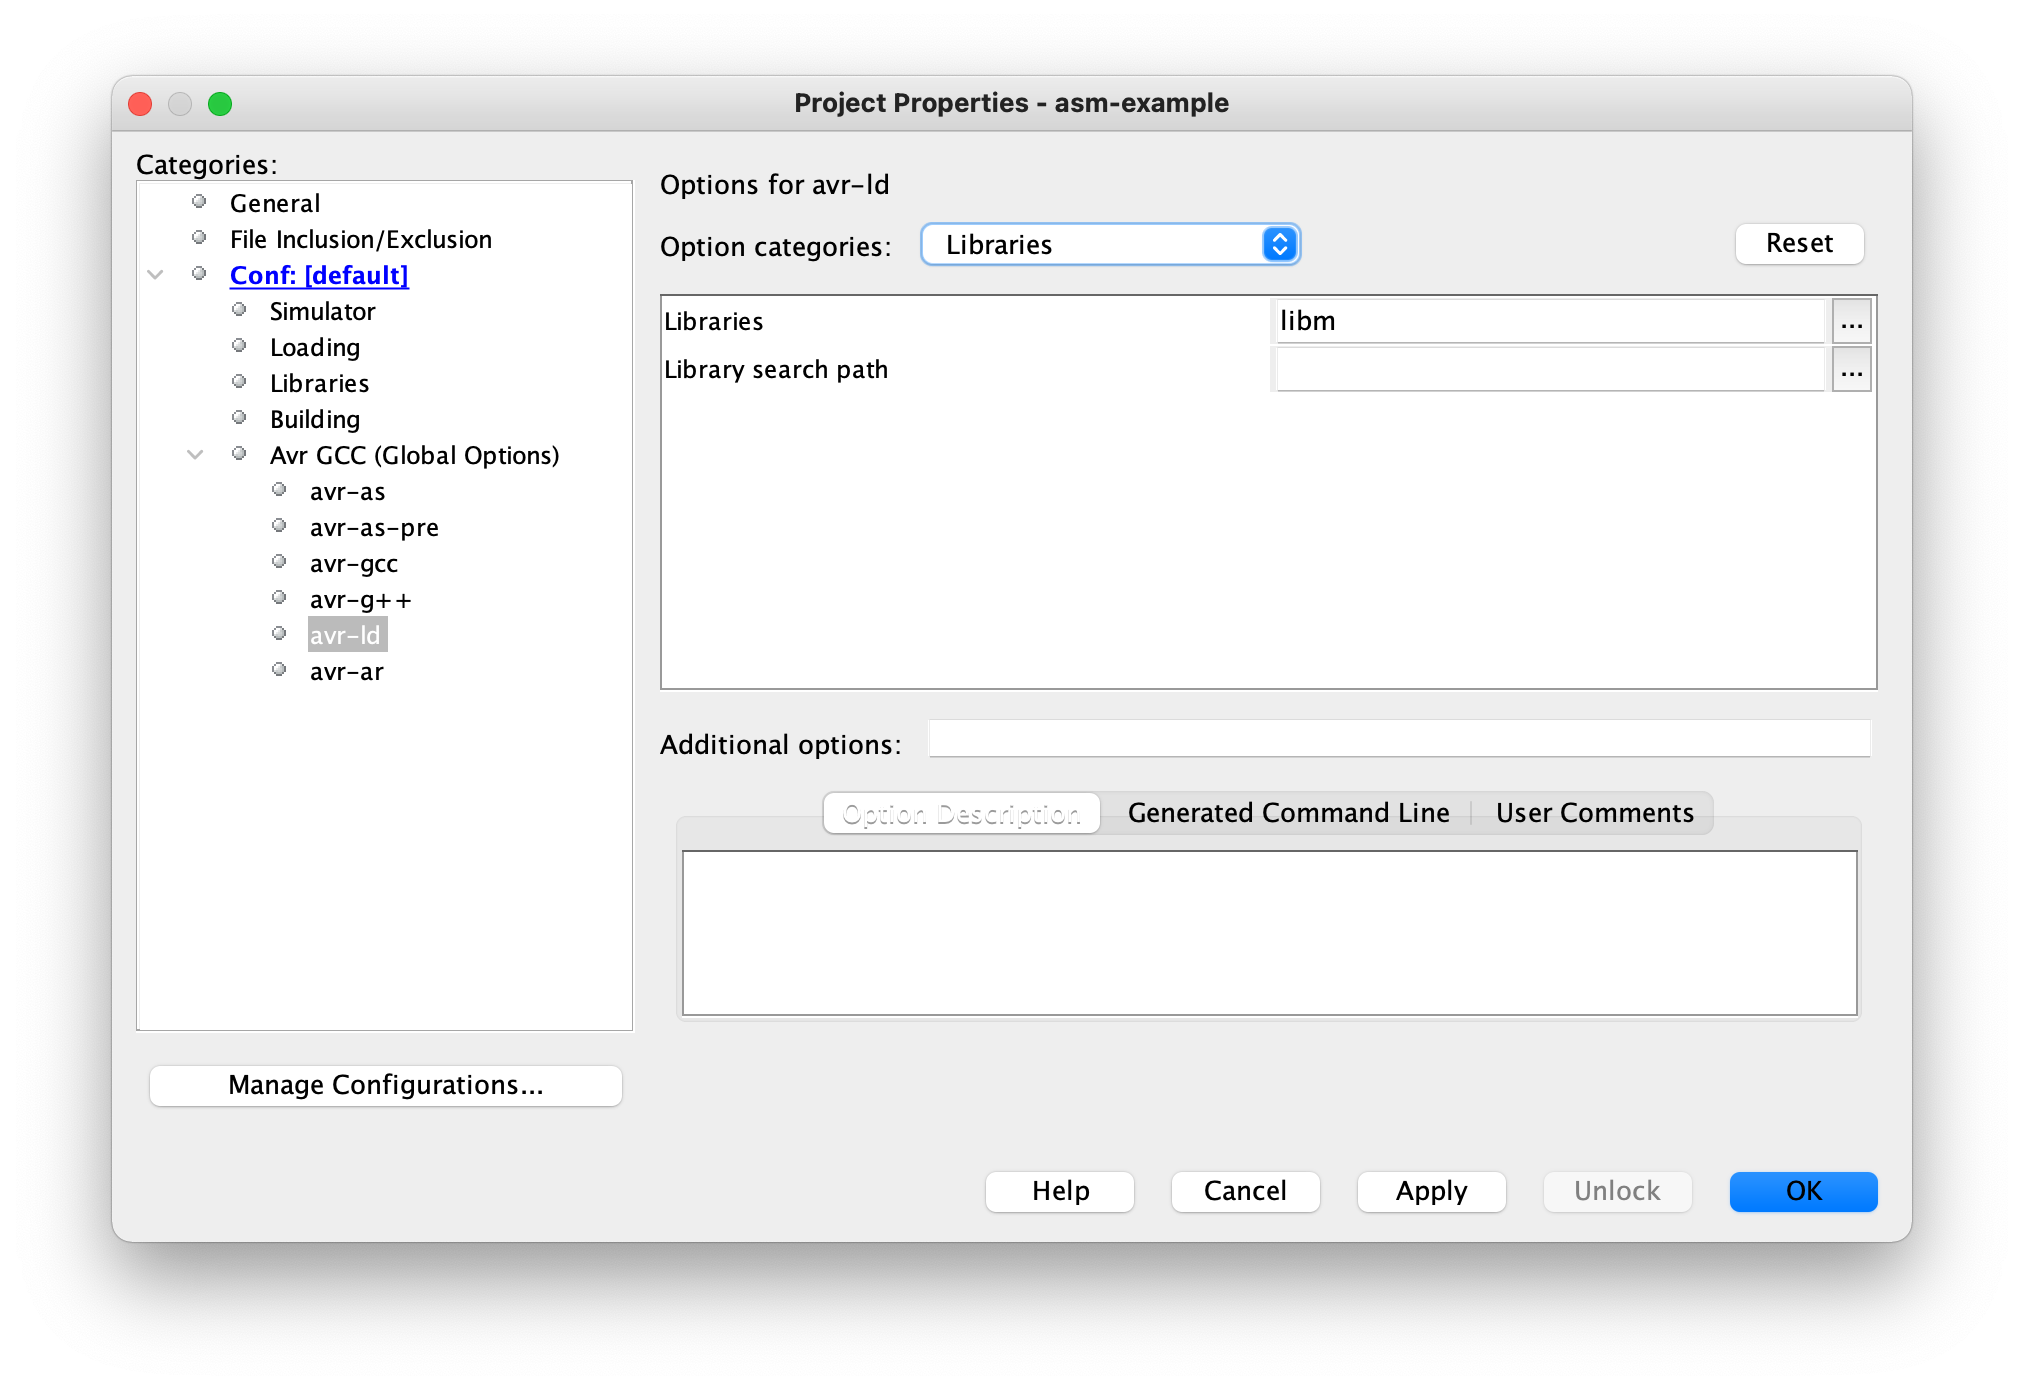 Project Properties - asm-example
Categories:
General
File Inclusion/Exclusion
Conf: [default]
Simulator
Loading
Libraries
Building
Avr GCC (Global Options)
avr-as
avr-as-pre
avr-gcc
avr-g++
avr-ld
avr-ar
Manage Configurations...
Options for avr-ld
Option categories: Libraries Reset
Libraries libm ...
Library search path ...
Additional options:
Option Description Generated Command Line User Comments
Help Cancel Apply Unlock OK